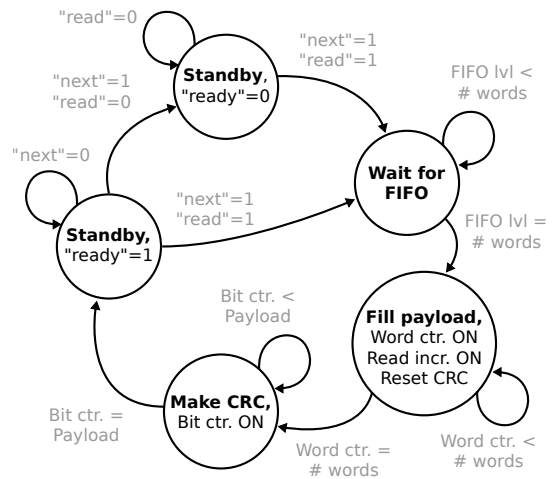 "read"=0
"next"=1
"read"=1
Standby,
"ready"=0
"next"=1
"read"=0
FIFO lvl <
# words
"next"=0
Wait for
FIFO
"next"=1
"read"=1
Standby,
"ready"=1
FIFO lvl =
# words
Bit ctr. <
Payload
Fill payload,
Word ctr. ON
Read incr. ON
Reset CRC
Make CRC,
Bit ctr. ON
Bit ctr. =
Payload
Word ctr. =
# words
Word ctr. <
# words